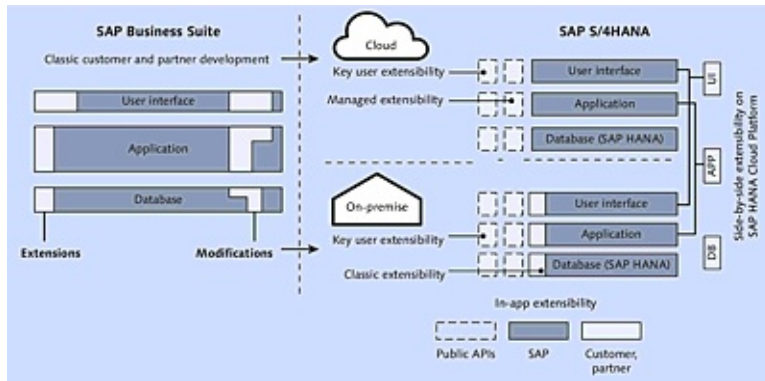 SAP Business Suite
Classic customer and partner development
User interface
Application
Database
Extensions
Modifications
Cloud
SAP S/4HANA
Key user extensibility
Managed extensibility
User interface
Application
Database (SAP HANA)
On-premise
Key user extensibility
Classic extensibility
User interface
Application
Database (SAP HANA)
UI
APP
DB
Side-by-side extensibility on
SAP HANA Cloud Platform
In-app extensibility
Public APIs
SAP
Customer,
partner